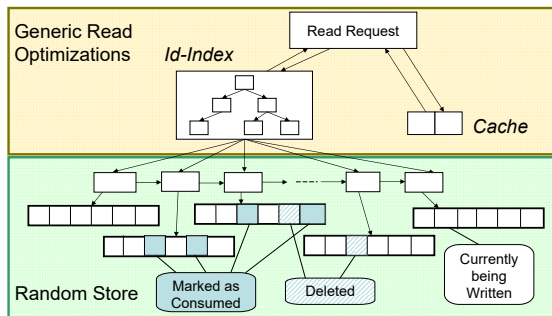 Generic Read
Optimizations
Id-Index
Read Request
Cache
Random Store
Marked as
Consumed
Deleted
Currently
being
Written